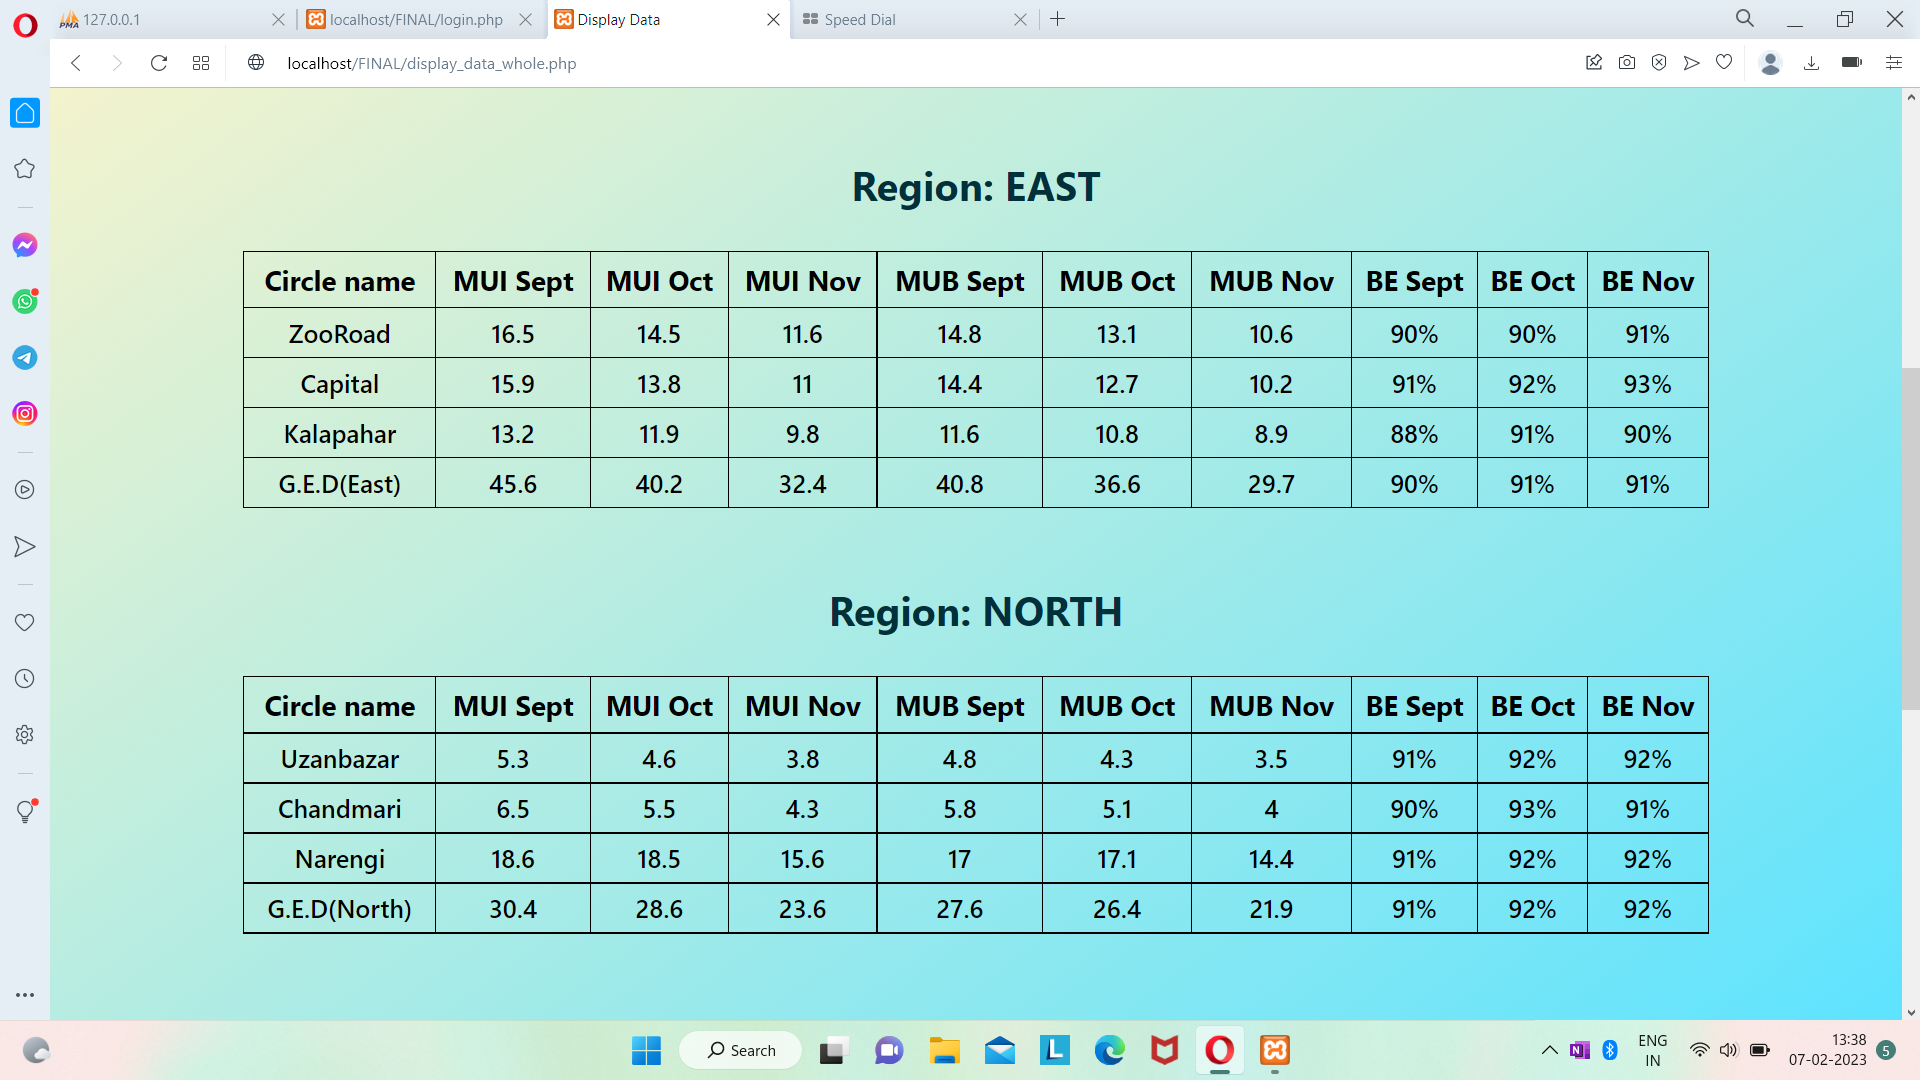 127.0.0.1 localhost/FINAL/login.php Display Data Speed Dial
localhost/FINAL/display_data_whole.php
Region: EAST
Circle name MUI Sept MUI Oct MUI Nov MUB Sept MUB Oct MUB Nov BE Sept BE Oct BE Nov
ZooRoad 16.5 14.5 11.6 14.8 13.1 10.6 90% 90% 91%
Capital 15.9 13.8 11 14.4 12.7 10.2 91% 92% 93%
Kalapahar 13.2 11.9 9.8 11.6 10.8 8.9 88% 91% 90%
G.E.D(East) 45.6 40.2 32.4 40.8 36.6 29.7 90% 91% 91%
Region: NORTH
Circle name MUI Sept MUI Oct MUI Nov MUB Sept MUB Oct MUB Nov BE Sept BE Oct BE Nov
Uzanbazar 5.3 4.6 3.8 4.8 4.3 3.5 91% 92% 92%
Chandmari 6.5 5.5 4.3 5.8 5.1 4 90% 93% 91%
Narengi 18.6 18.5 15.6 17 17.1 14.4 91% 92% 92%
G.E.D(North) 30.4 28.6 23.6 27.6 26.4 21.9 91% 92% 92%
Search
ENG
IN
13:38
07-02-2023
5